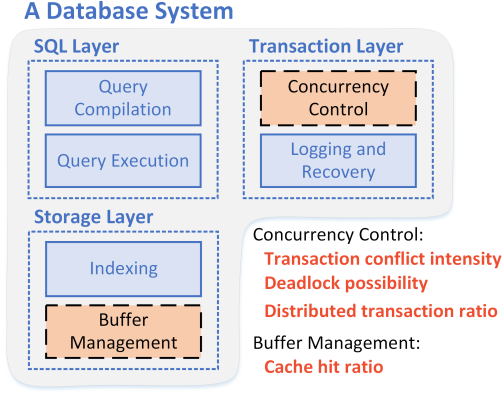 A Database System
SQL Layer
Query
Compilation
Query Execution
Transaction Layer
Concurrency
Control
Logging and
Recovery
Storage Layer
Indexing
Buffer
Management
Concurrency Control:
Transaction conflict intensity
Deadlock possibility
Distributed transaction ratio
Buffer Management:
Cache hit ratio